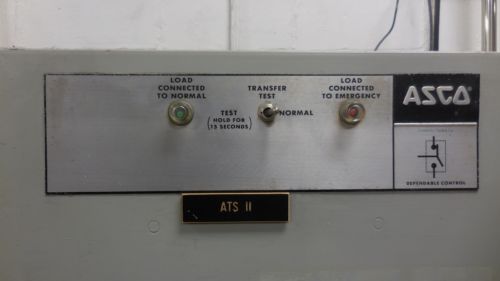 LOAD
CONNECTED
TO NORMAL
TRANSFER
TEST
LOAD
CONNECTED
TO EMERGENCY
TEST
(HOLD FOR
15 SECONDS)
NORMAL
ASCO
DEPENDABLE CONTROL
ATS II